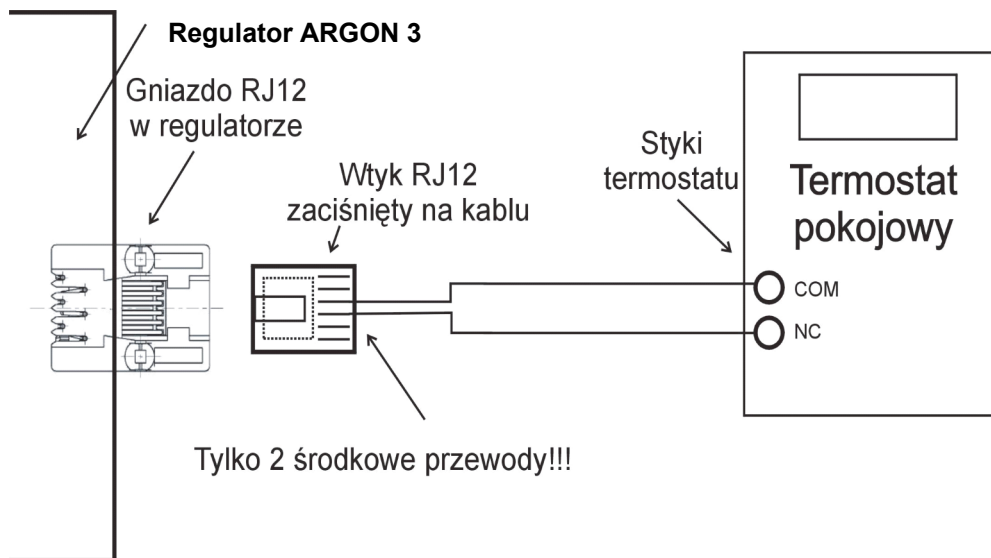 Regulator ARGON 3
Gniazdo RJ12
w regulatorze
Wtyk RJ12
zaciśnięty na kablu
Styki
termostatu
Termostat
pokojowy
COM
NC
Tylko 2 środkowe przewody!!!